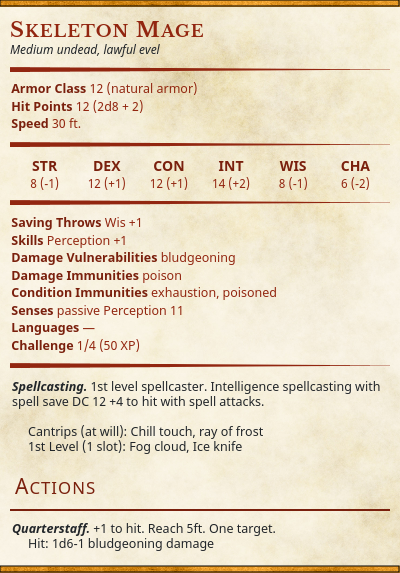 Skeleton Mage
Medium undead, lawful evel
Armor Class 12 (natural armor)
Hit Points 12 (2d8 + 2)
Speed 30 ft.
STR DEX CON INT WIS CHA
8 (-1) 12 (+1) 12 (+1) 14 (+2) 8 (-1) 6 (-2)
Saving Throws Wis +1
Skills Perception +1
Damage Vulnerabilities bludgeoning
Damage Immunities poison
Condition Immunities exhaustion, poisoned
Senses passive Perception 11
Languages —
Challenge 1/4 (50 XP)
Spellcasting. 1st level spellcaster. Intelligence spellcasting with
spell save DC 12 +4 to hit with spell attacks.
Cantrips (at will): Chill touch, ray of frost
1st Level (1 slot): Fog cloud, Ice knife
Actions
Quarterstaff. +1 to hit. Reach 5ft. One target.
Hit: 1d6-1 bludgeoning damage